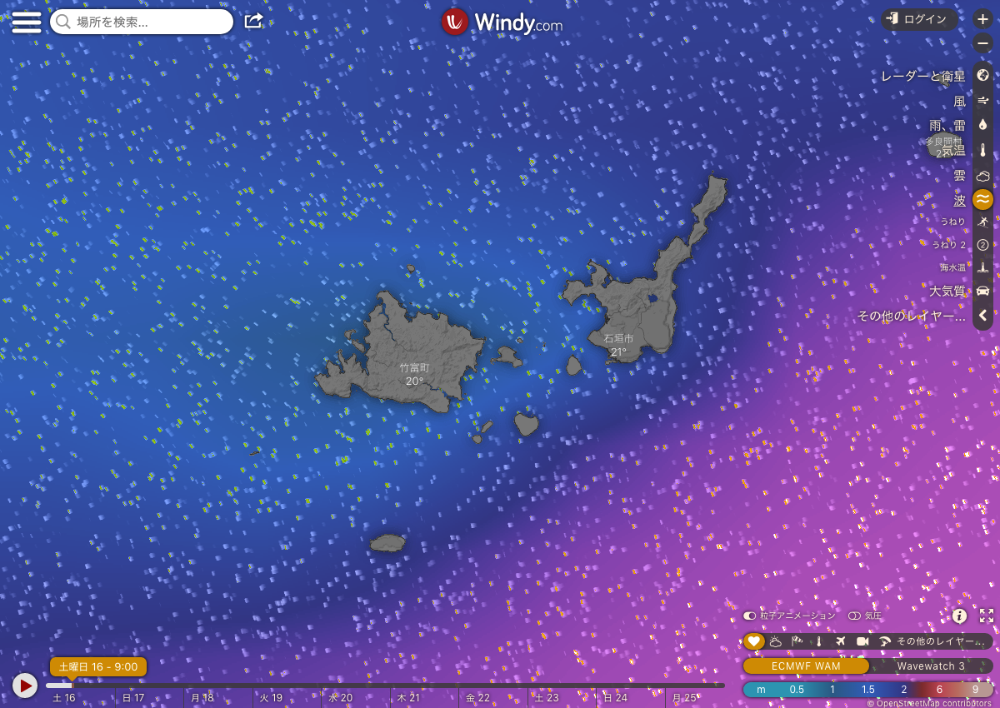 場所を検索...
Windy.com
ログイン
レーダーと衛星
風
雨、雷
多良間村
気温
雲
波
うねり
うねり 2
海水温
大気質
その他のレイヤー...
石垣市
21°
竹富町
20°
粒子アニメーション
気圧
その他のレイヤー...
ECMWF WAM
Wavewatch 3
土曜日 16 - 9:00
土 16
日 17
月 18
火 19
水 20
木 21
金 22
土 23
日 24
月 25
m 0.5 1 1.5 2 6 9
© OpenStreetMap contributors